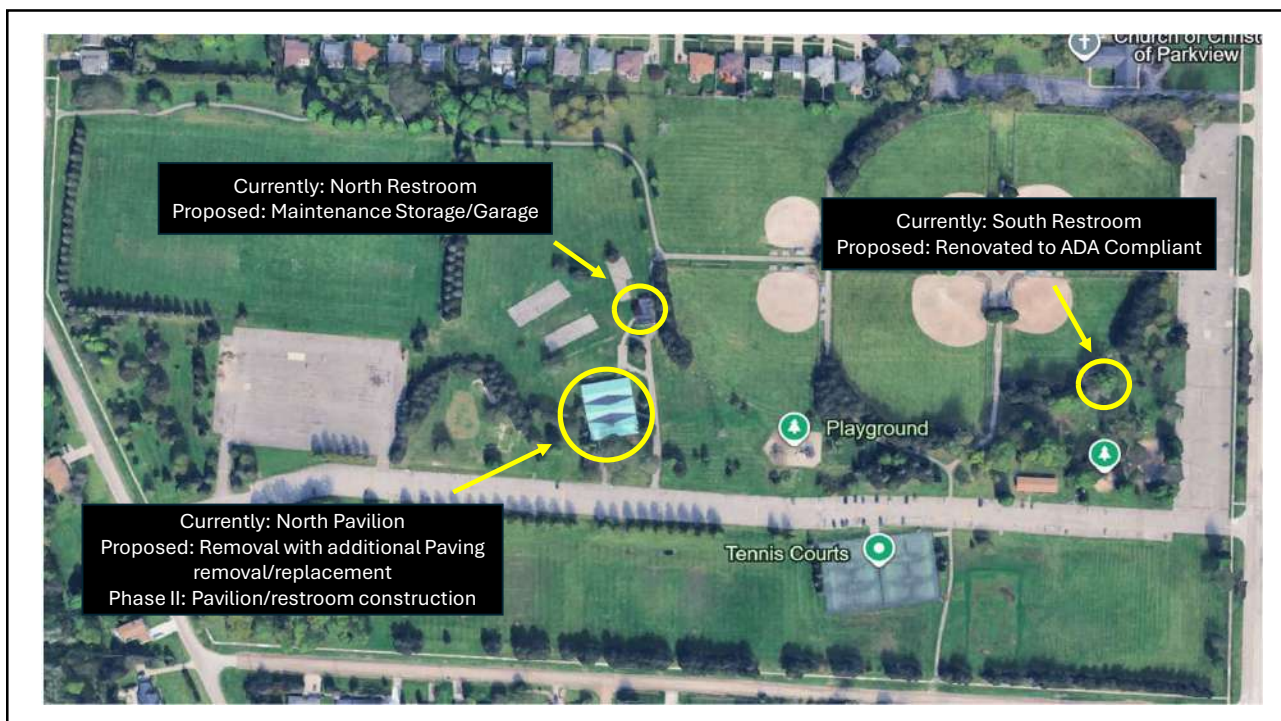 Church of Christ
of Parkview
Currently: North Restroom
Proposed: Maintenance Storage/Garage
Currently: South Restroom
Proposed: Renovated to ADA Compliant
Playground
Currently: North Pavilion
Proposed: Removal with additional Paving
removal/replacement
Phase II: Pavilion/restroom construction
Tennis Courts